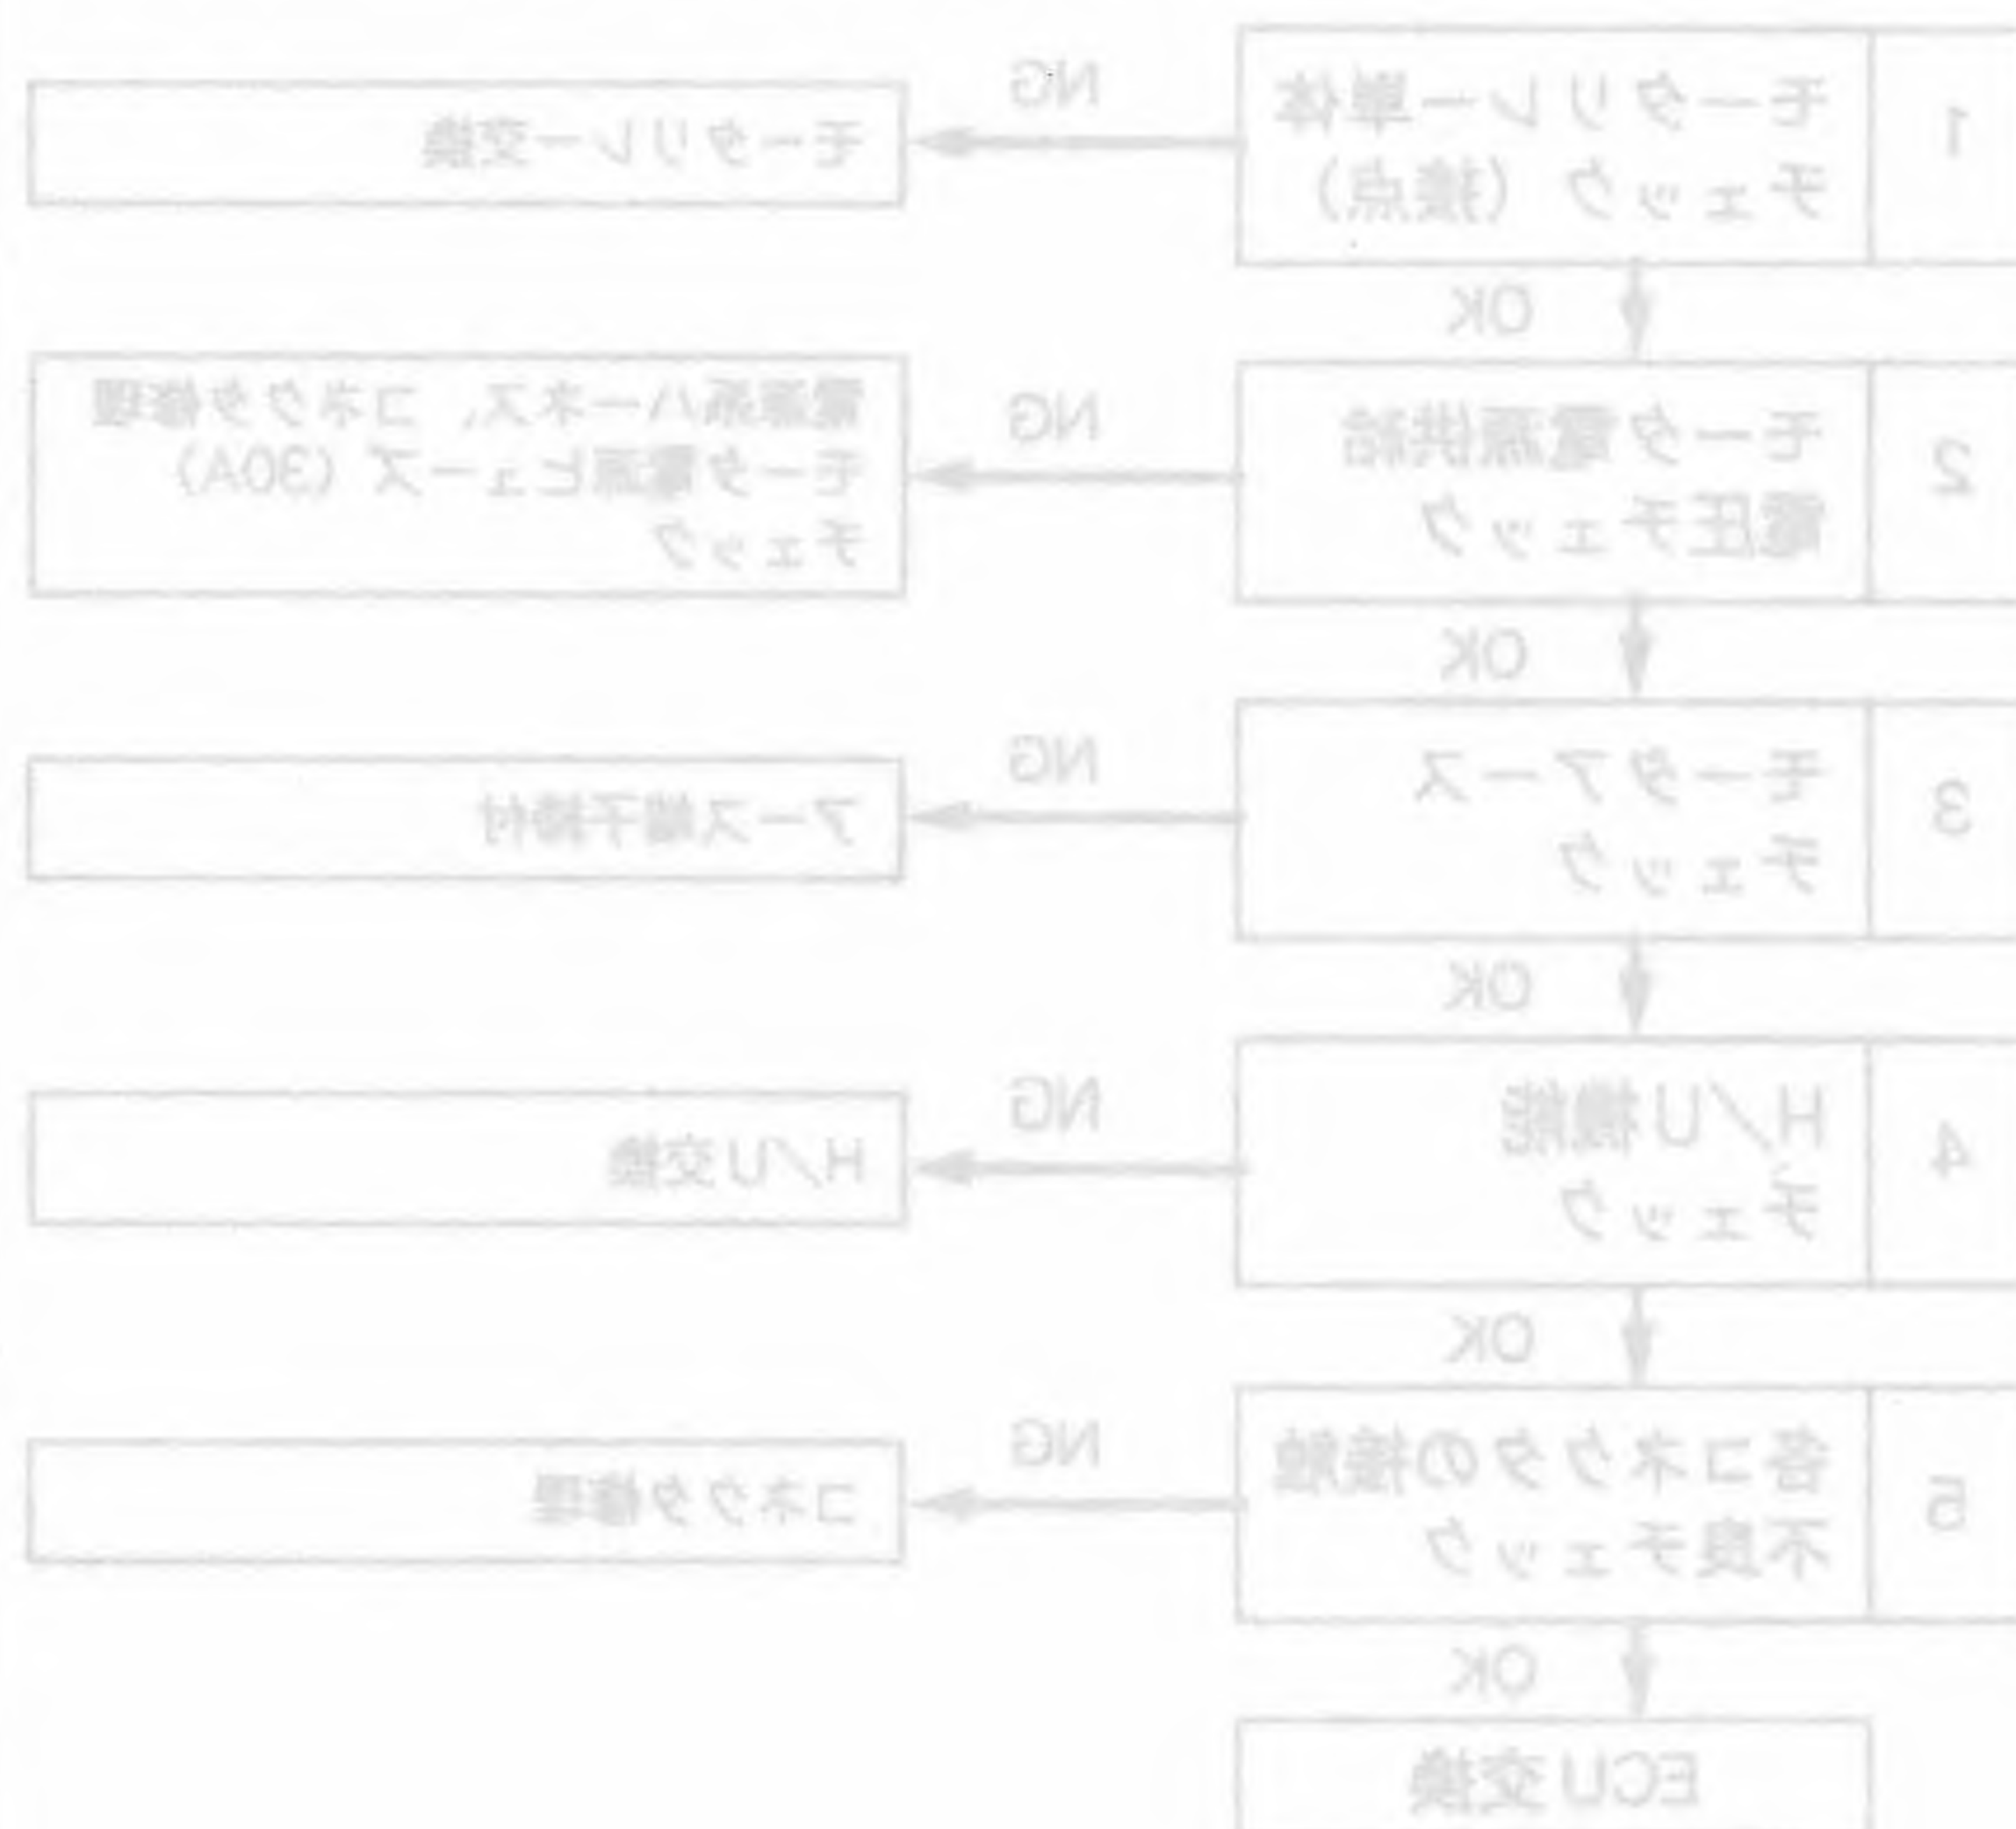 1
モータリレー単体
チェック（接点）
NG
モータリレー交換
OK
2
モータ電源供給
電圧チェック
NG
電源系ハーネス、コネクタ修理
モータ電源ヒューズ（30A）
チェック
OK
3
モータアース
チェック
NG
アース端子締付
OK
4
H／U機能
チェック
NG
H／U交換
OK
5
各コネクタの接触
不良チェック
NG
コネクタ修理
OK
ECU交換